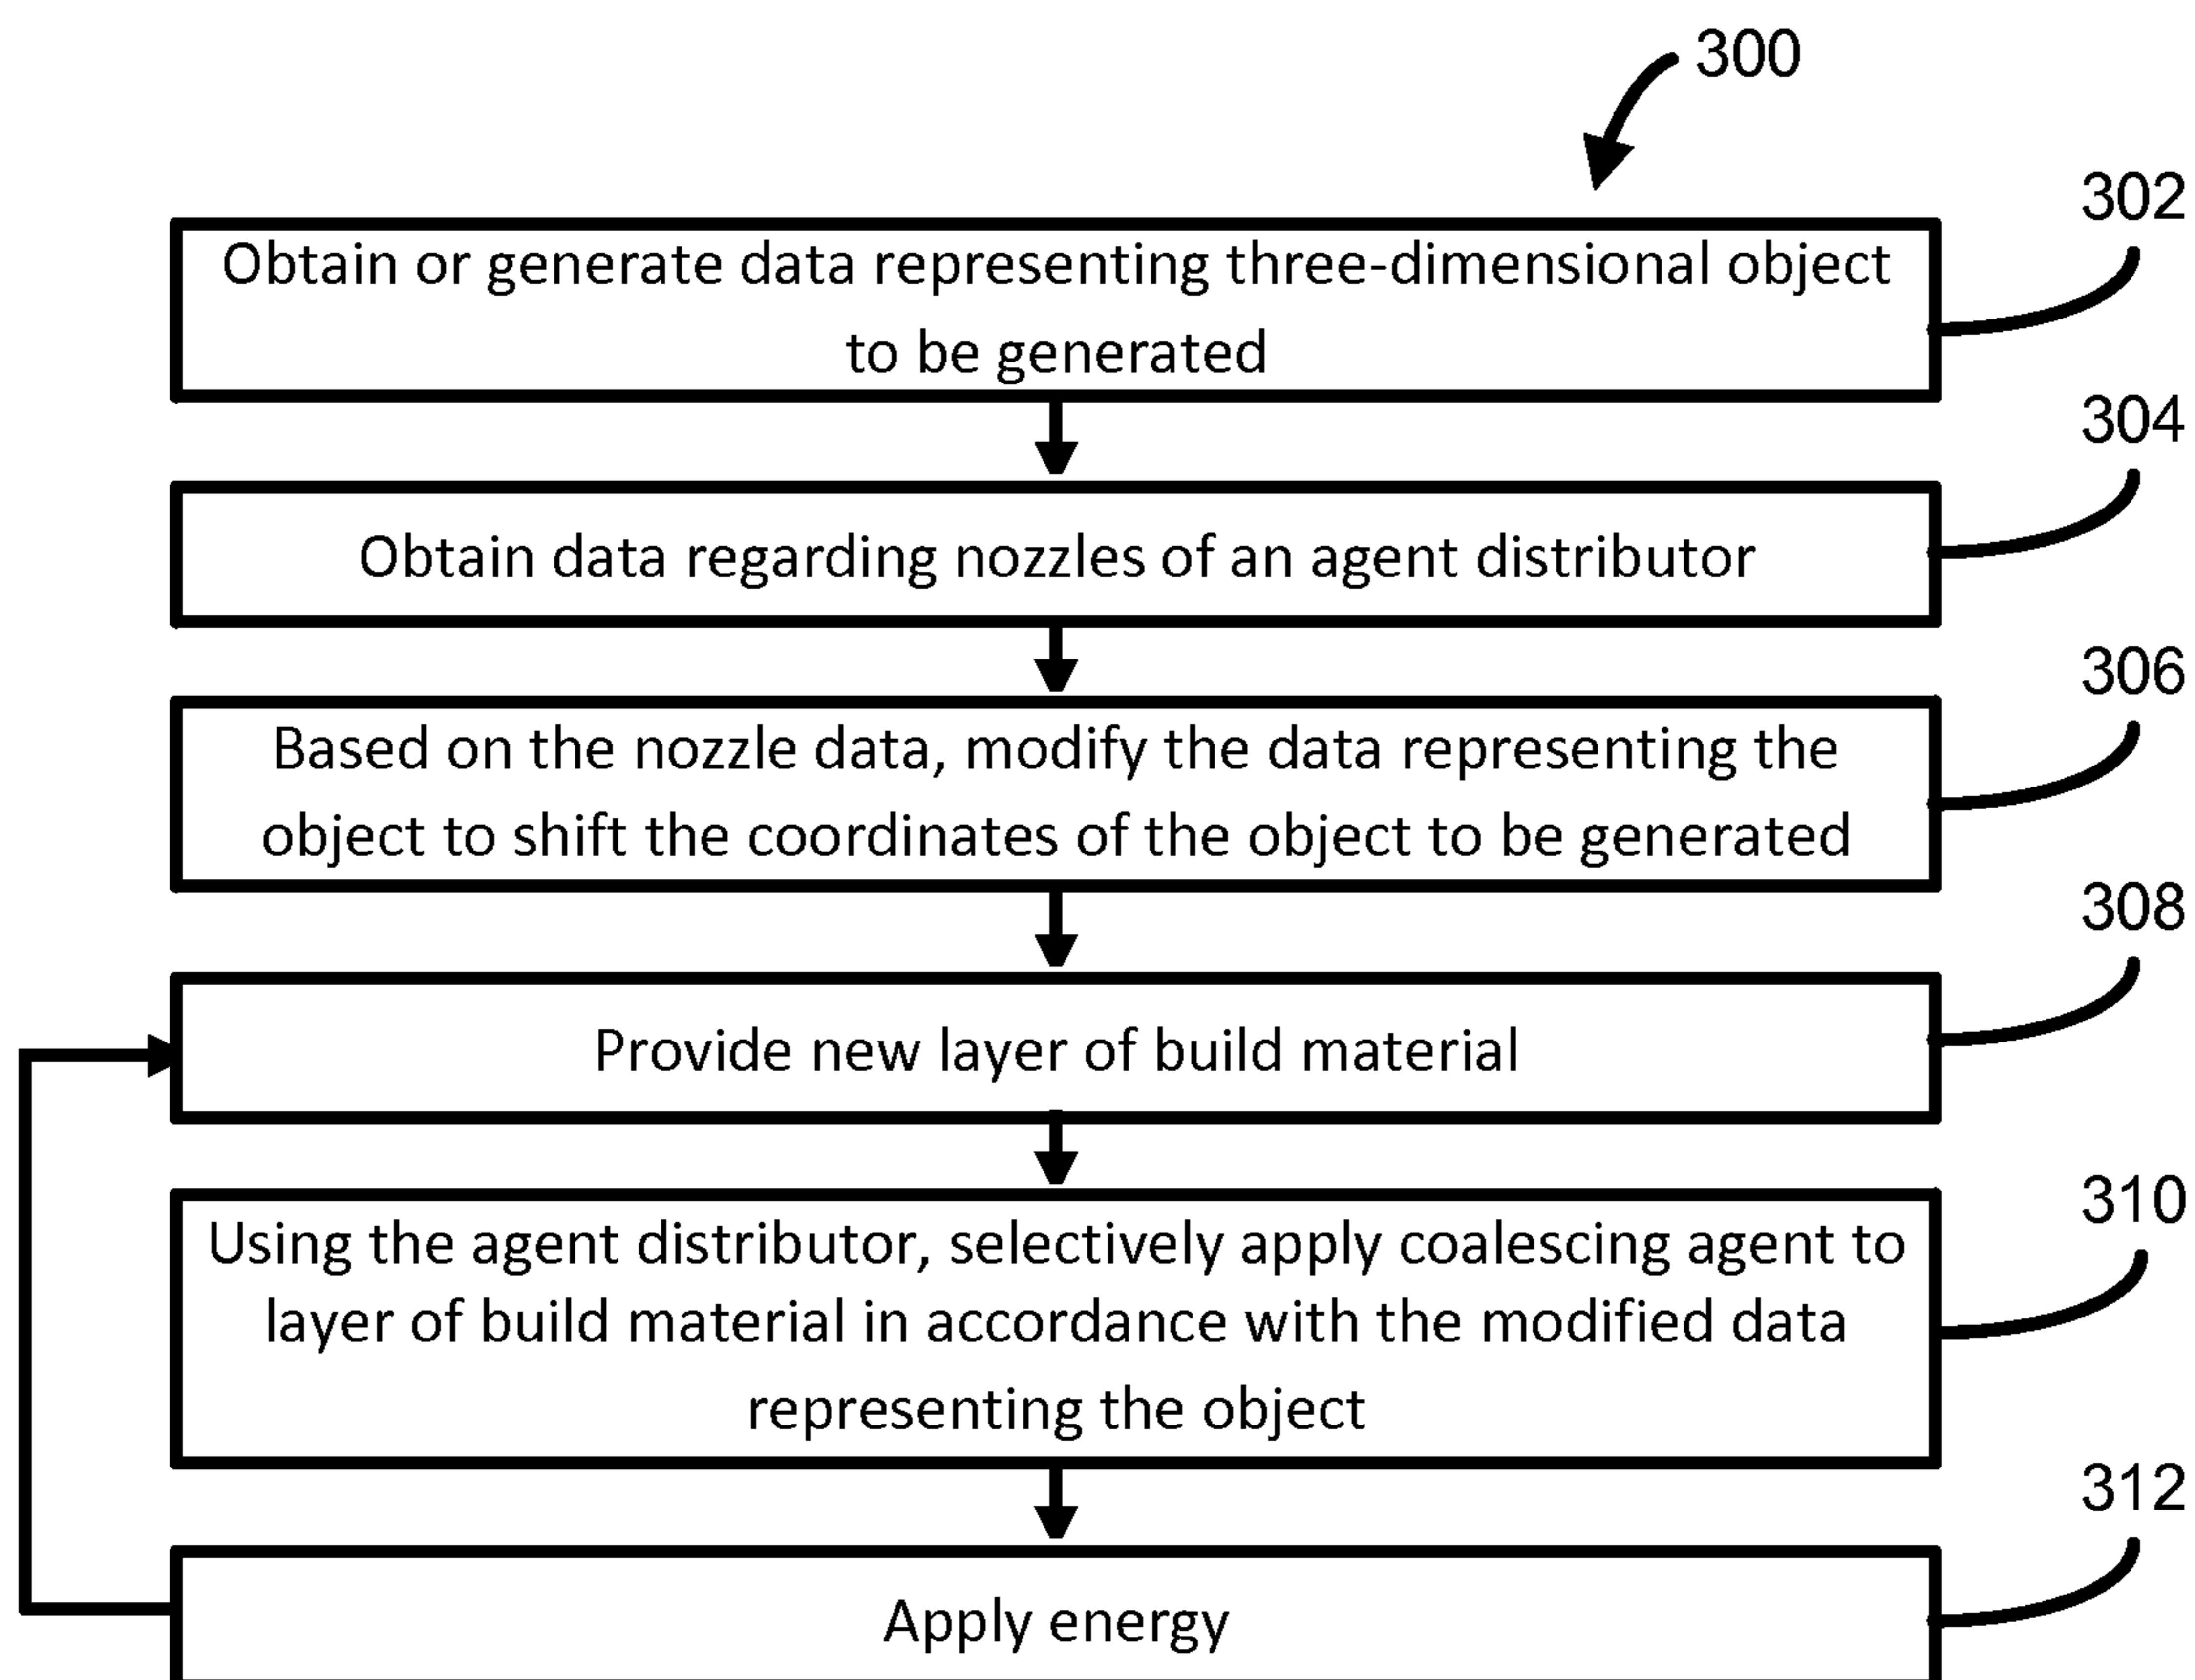 300
302
Obtain or generate data representing three-dimensional object
to be generated
304
Obtain data regarding nozzles of an agent distributor
306
Based on the nozzle data, modify the data representing the
object to shift the coordinates of the object to be generated
308
Provide new layer of build material
310
Using the agent distributor, selectively apply coalescing agent to
layer of build material in accordance with the modified data
representing the object
312
Apply energy